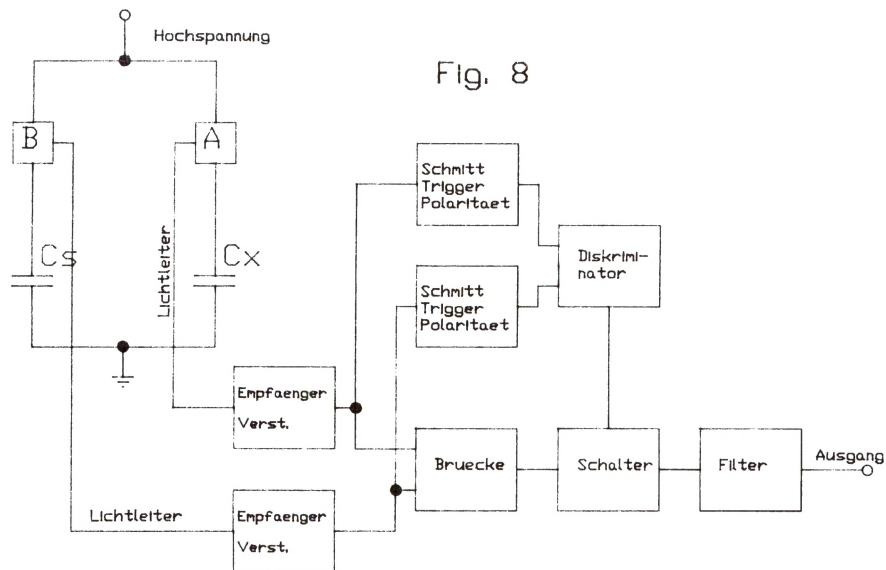 Hochspannung
Fig. 8
B
A
Schmitt
Trigger
Polaritaet
Cs
Cx
Lichtleiter
Diskrimi-
nator
Schmitt
Trigger
Polaritaet
Empfaenger
Verst.
Bruecke
Schalter
Filter
Ausgang
Lichtleiter
Empfaenger
Verst.